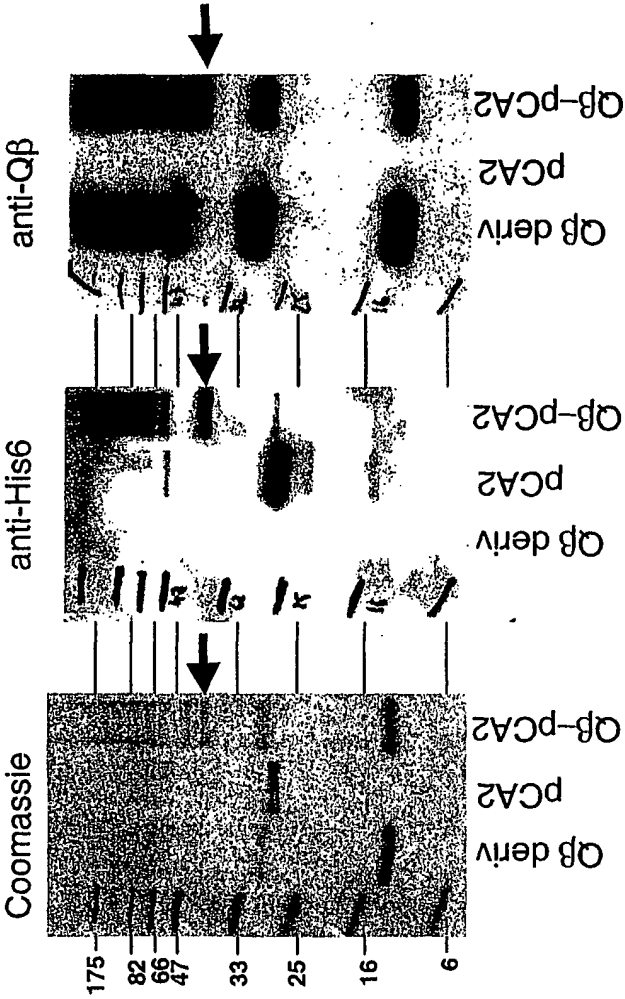 Coomassie
anti-His6
anti-Qβ
175
82
66
47
33
25
16
6
Qβ deriv
pCA2
Qβ–pCA2
Qβ deriv
pCA2
Qβ–pCA2
Qβ deriv
pCA2
Qβ–pCA2